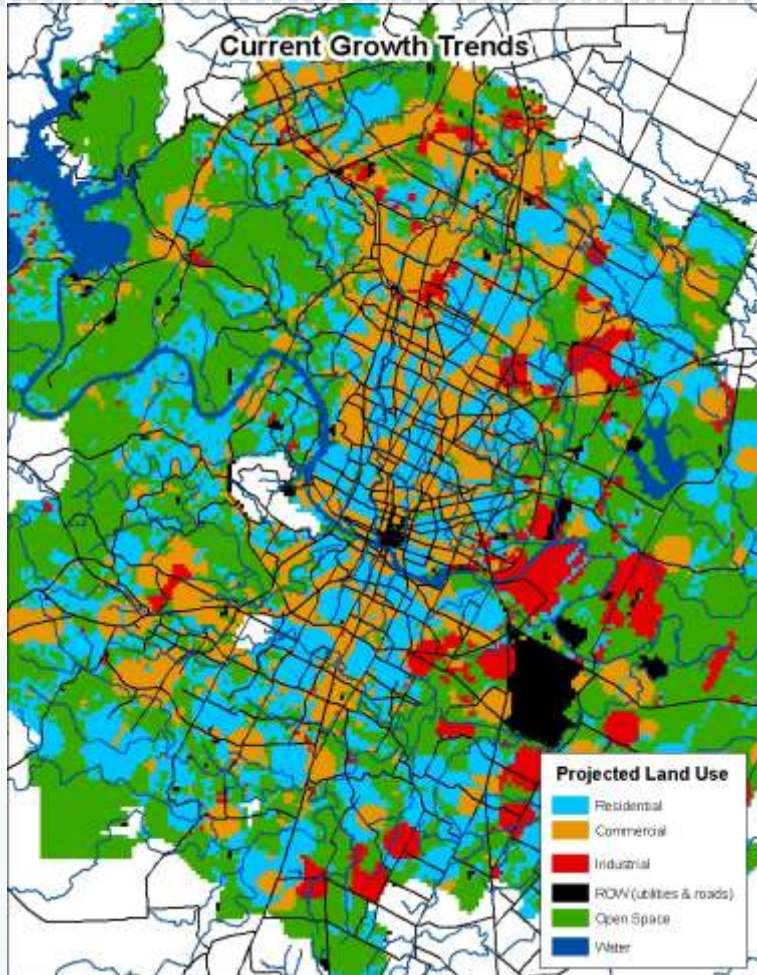 Current Growth Trends
Projected Land Use
Residential
Commercial
Industrial
ROW (utilities & roads)
Open Space
Water